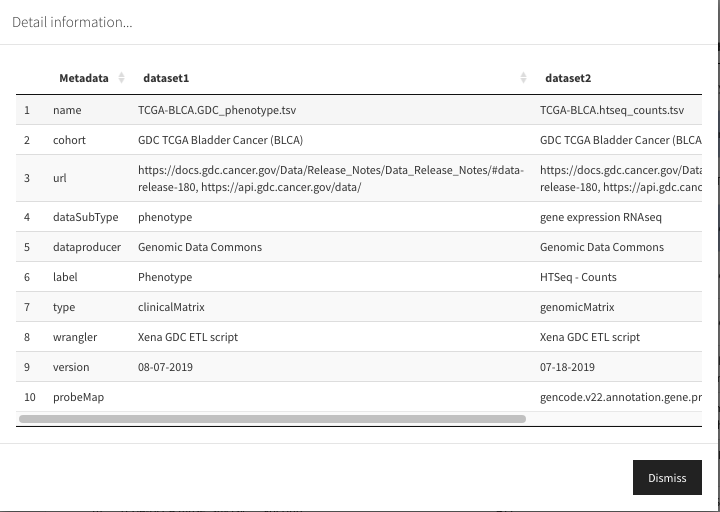 Detail information...
Metadata dataset1 dataset2
1 name TCGA-BLCA.GDC_phenotype.tsv TCGA-BLCA.htseq_counts.tsv
2 cohort GDC TCGA Bladder Cancer (BLCA) GDC TCGA Bladder Cancer (BLCA
3 url https://docs.gdc.cancer.gov/Data/Release_Notes/Data_Release_Notes/#data- https://docs.gdc.cancer.gov/Data
release-180, https://api.gdc.cancer.gov/data/ release-180, https://api.gdc.canc
4 dataSubType phenotype gene expression RNAseq
5 dataproducer Genomic Data Commons Genomic Data Commons
6 label Phenotype HTSeq - Counts
7 type clinicalMatrix genomicMatrix
8 wrangler Xena GDC ETL script Xena GDC ETL script
9 version 08-07-2019 07-18-2019
10 probeMap gencode.v22.annotation.gene.pr
Dismiss